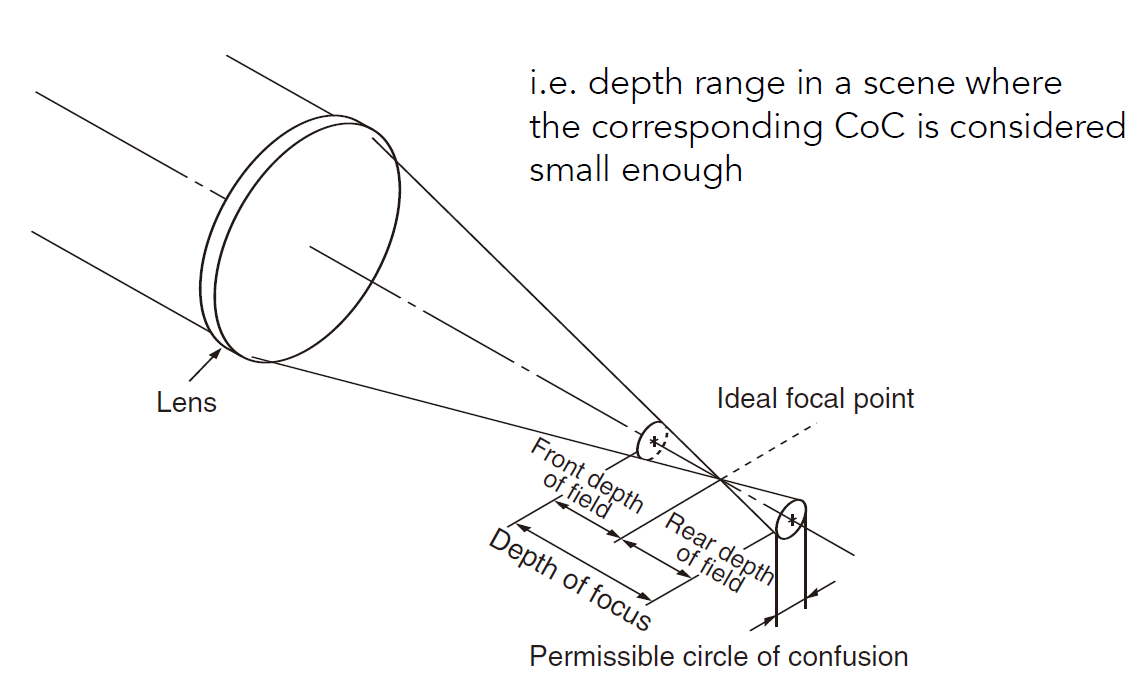 i.e. depth range in a scene where
the corresponding CoC is considered
small enough
Lens
Ideal focal point
Front depth
of field
Rear depth
of field
Depth of focus
Permissible circle of confusion